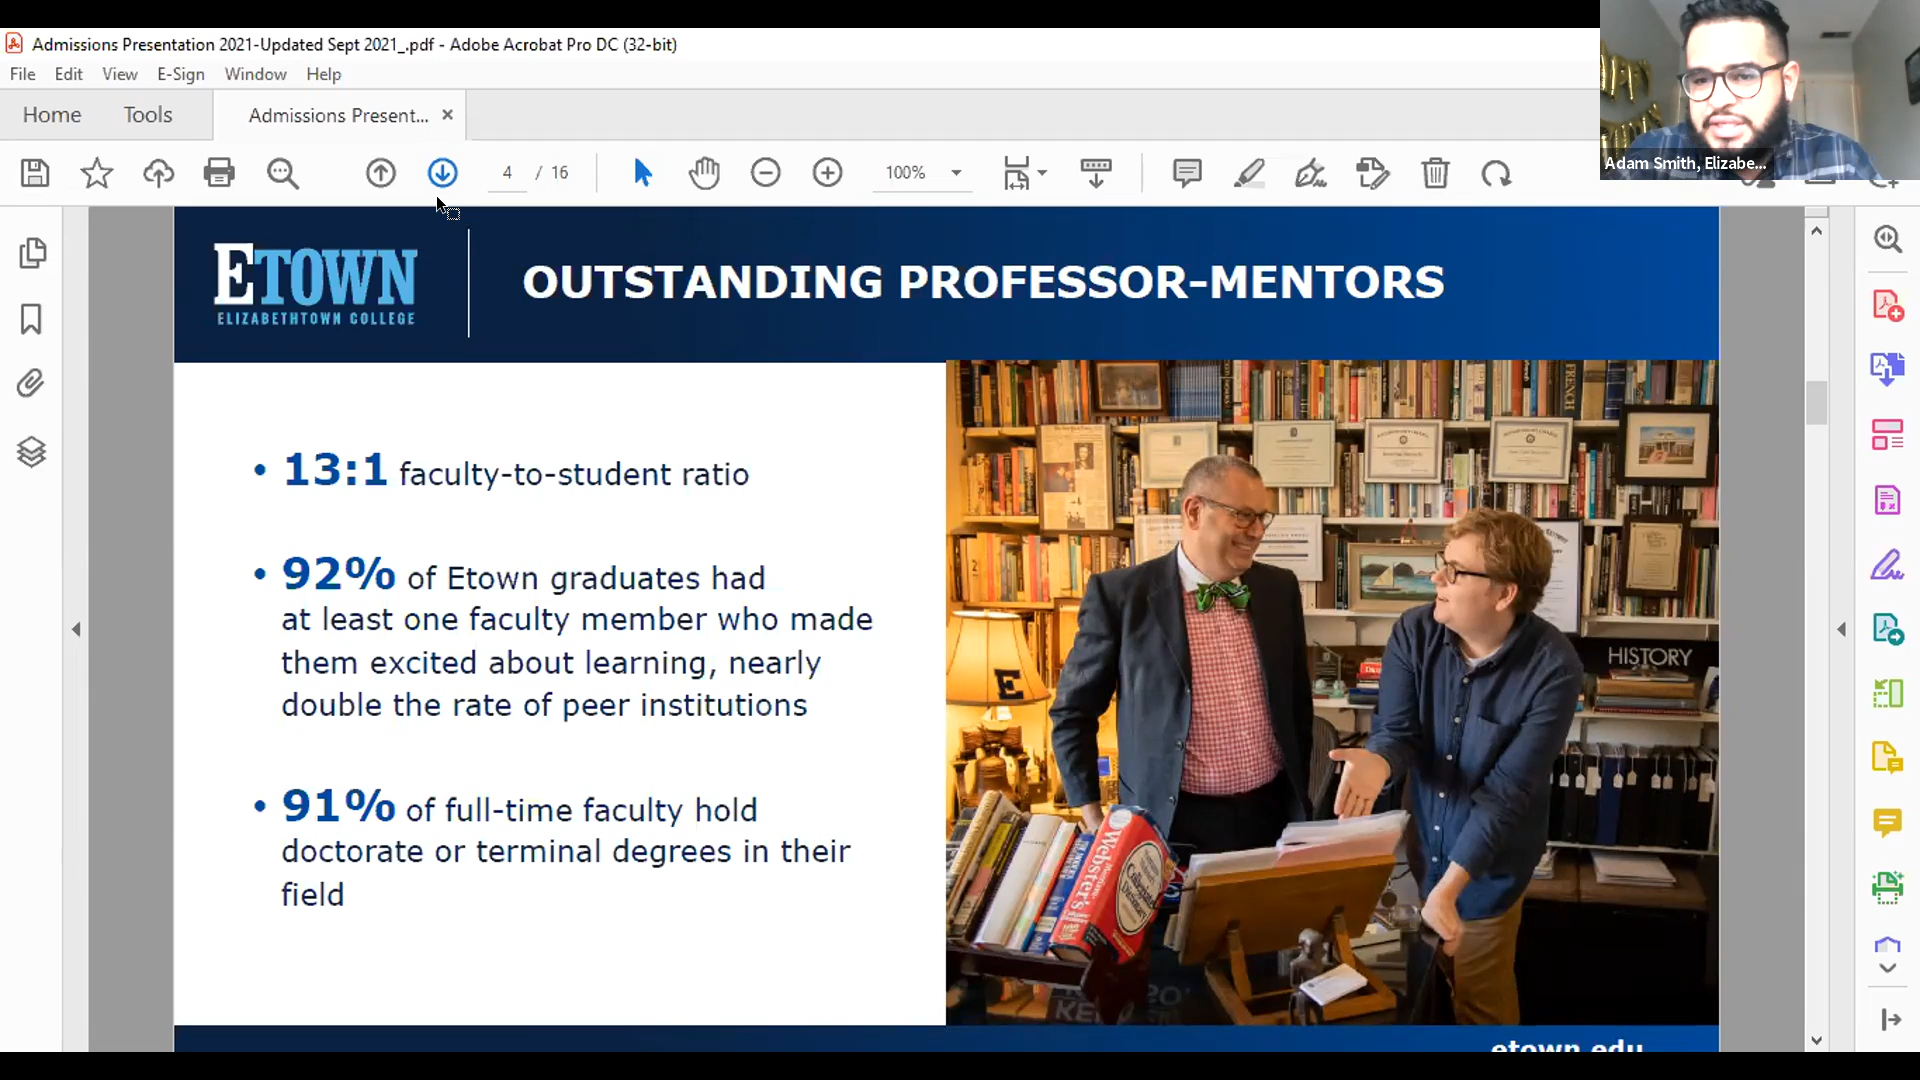 Admissions Presentation 2021-Updated Sept 2021_.pdf - Adobe Acrobat Pro DC (32-bit)
File Edit View E-Sign Window Help
Home Tools Admissions Present... ×
4 / 16 100%
Adam Smith, Elizabe...
ETOWN
ELIZABETHTOWN COLLEGE
OUTSTANDING PROFESSOR-MENTORS
• 13:1 faculty-to-student ratio
• 92% of Etown graduates had
at least one faculty member who made
them excited about learning, nearly
double the rate of peer institutions
• 91% of full-time faculty hold
doctorate or terminal degrees in their
field
FRENCH
HISTORY
E
Webster's
Collegiate
Dictionary
etown.edu